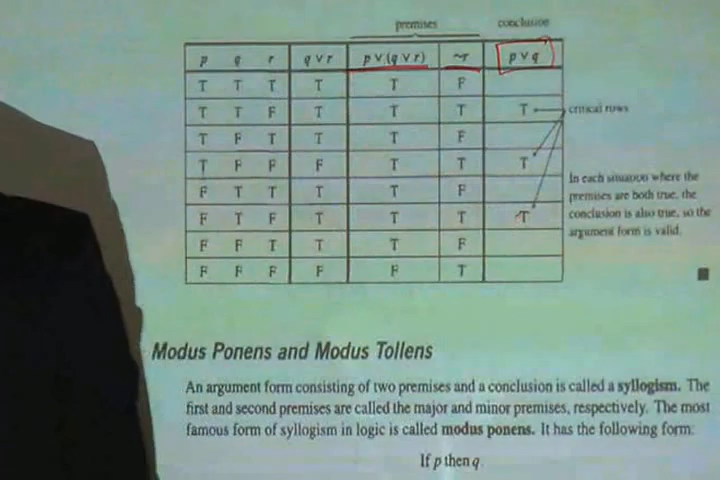 premises conclusion
p q r q ∨ r p ∨ (q ∨ r) ~r p ∨ q
T T T T T F
T T F T T T T critical rows
T F T T T F
T F F F T T T
F T T T T F
F T F T T T T
F F T T T F
F F F F F T
In each situation where the
premises are both true, the
conclusion is also true, so the
argument form is valid.
Modus Ponens and Modus Tollens
An argument form consisting of two premises and a conclusion is called a syllogism. The
first and second premises are called the major and minor premises, respectively. The most
famous form of syllogism in logic is called modus ponens. It has the following form:
If p then q